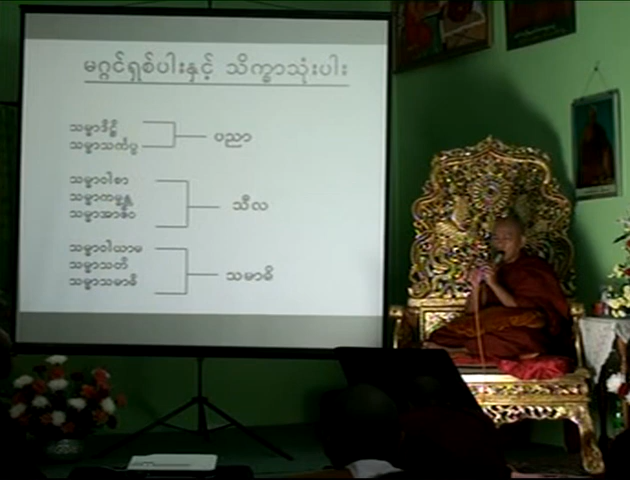 မဂ္ဂင်ရှစ်ပါးနှင့် သိက္ခာသုံးပါး
သမ္မာဒိဋ္ဌိ
သမ္မာသင်္ကပ္ပ
ပညာ
သမ္မာဝါစာ
သမ္မာကမ္မန္တ
သမ္မာအာဇီဝ
သီလ
သမ္မာဝါယာမ
သမ္မာသတိ
သမ္မာသမာဓိ
သမာဓိ